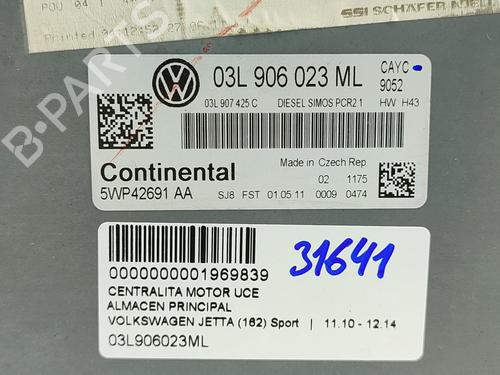 SSI SCHÄFER
03L 906 023 ML
CAYC
9052
03L 907 425 C DIESEL SIMOS PCR2 1 HW H43
Continental
5WP42691 AA
Made in Czech Rep.
02 1175
SJ8 FST 01.05 11 0009 0474
0000000001969839
31641
CENTRALITA MOTOR UCE
ALMACEN PRINCIPAL
VOLKSWAGEN JETTA (162) Sport | 11.10 - 12.14
03L906023ML